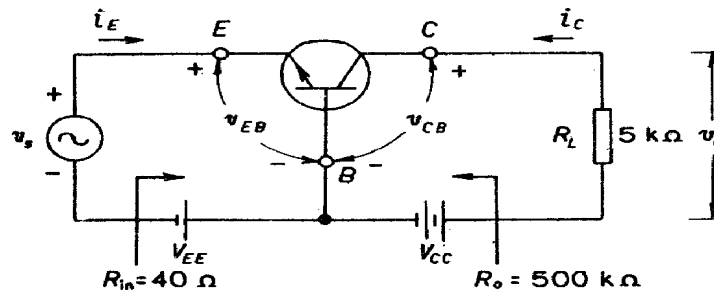 i_E E C i_C
+ + +
v_s v_EB v_CB R_L 5 kΩ v
- - B -
V_EE V_CC
R_in=40 Ω R_o=500 kΩ